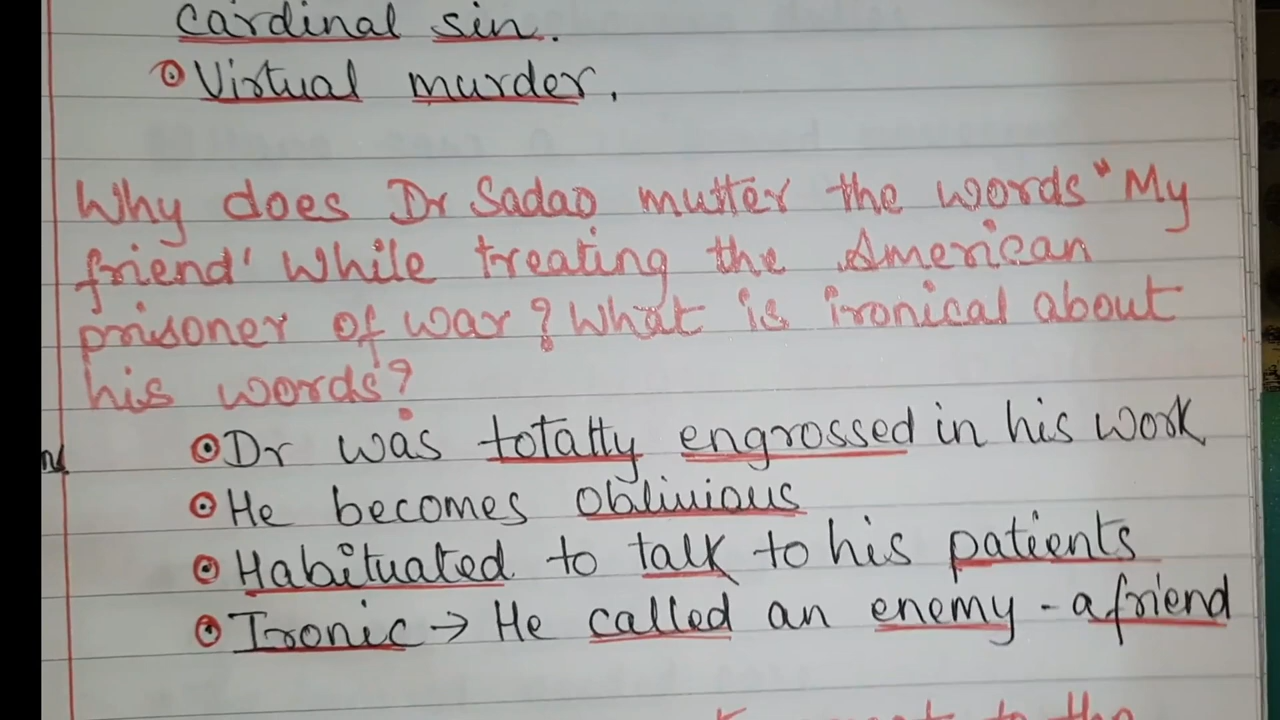 cardinal sin.
Virtual murder.
Why does Dr Sadao mutter the words "My
friend' while treating the American
prisoner of war? What is ironical about
his words?
Dr was totally engrossed in his work
He becomes oblivious
Habituated to talk to his patients
Ironic → He called an enemy - a friend
to the